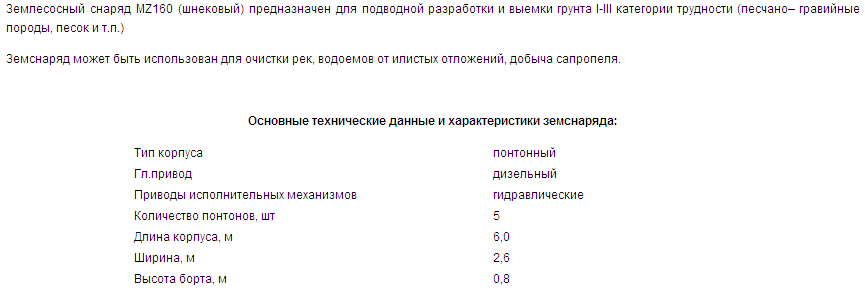 Землесосный снаряд MZ160 (шнековый) предназначен для подводной разработки и выемки грунта I-III категории трудности (песчано– гравийные
породы, песок и т.п.)
Земснаряд может быть использован для очистки рек, водоемов от илистых отложений, добыча сапропеля.
Основные технические данные и характеристики земснаряда:
Тип корпуса понтонный
Гл.привод дизельный
Приводы исполнительных механизмов гидравлические
Количество понтонов, шт 5
Длина корпуса, м 6,0
Ширина, м 2,6
Высота борта, м 0,8